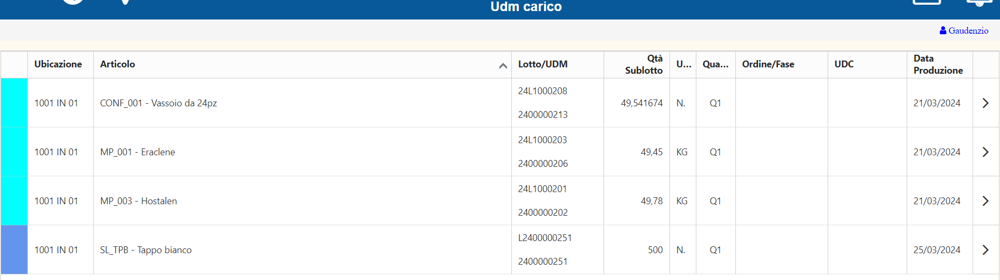 Udm carico
Gaudenzio
Ubicazione
Articolo
Lotto/UDM
Qtà
Sublotto
U...
Qua...
Ordine/Fase
UDC
Data
Produzione
1001 IN 01
CONF_001 - Vassoio da 24pz
24L1000208
2400000213
49,541674
N.
Q1
21/03/2024
1001 IN 01
MP_001 - Eraclene
24L1000203
2400000206
49,45
KG
Q1
21/03/2024
1001 IN 01
MP_003 - Hostalen
24L1000201
2400000202
49,78
KG
Q1
21/03/2024
1001 IN 01
SL_TPB - Tappo bianco
L2400000251
2400000251
500
N.
Q1
25/03/2024